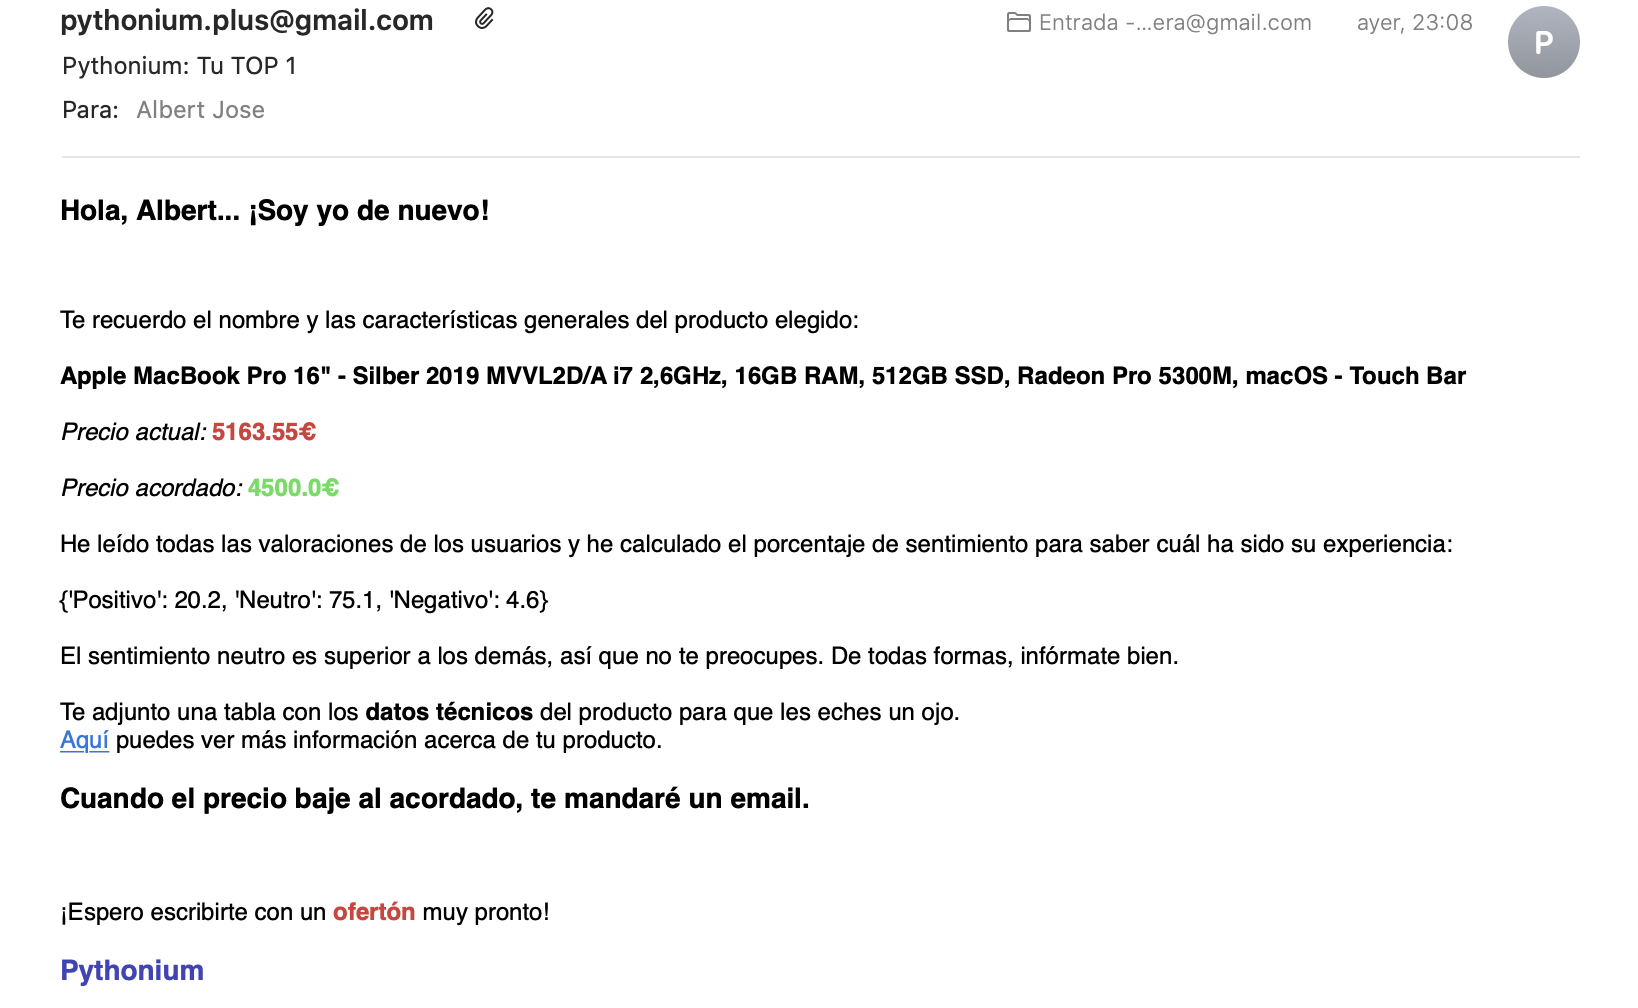 pythonium.plus@gmail.com
Entrada -...era@gmail.com
ayer, 23:08
P
Pythonium: Tu TOP 1
Para: Albert Jose
Hola, Albert... ¡Soy yo de nuevo!
Te recuerdo el nombre y las características generales del producto elegido:
Apple MacBook Pro 16" - Silber 2019 MVVL2D/A i7 2,6GHz, 16GB RAM, 512GB SSD, Radeon Pro 5300M, macOS - Touch Bar
Precio actual: 5163.55€
Precio acordado: 4500.0€
He leído todas las valoraciones de los usuarios y he calculado el porcentaje de sentimiento para saber cuál ha sido su experiencia:
{'Positivo': 20.2, 'Neutro': 75.1, 'Negativo': 4.6}
El sentimiento neutro es superior a los demás, así que no te preocupes. De todas formas, infórmate bien.
Te adjunto una tabla con los datos técnicos del producto para que les eches un ojo.
Aquí puedes ver más información acerca de tu producto.
Cuando el precio baje al acordado, te mandaré un email.
¡Espero escribirte con un ofertón muy pronto!
Pythonium